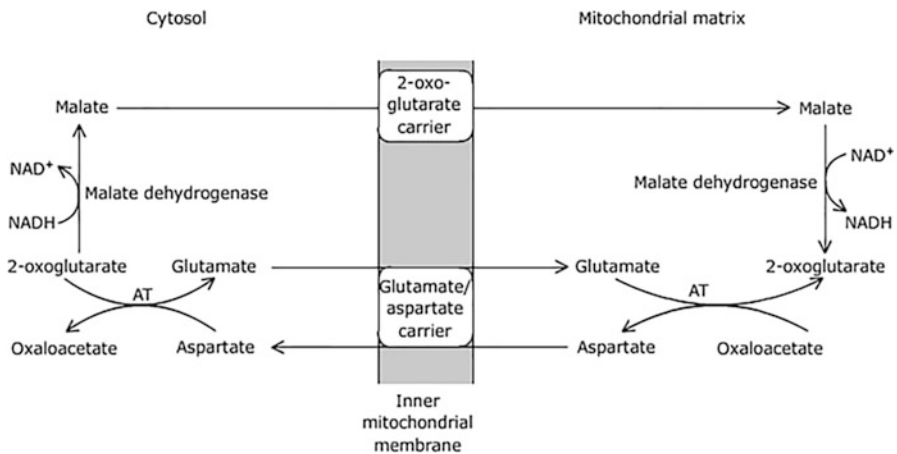 Cytosol
Mitochondrial matrix
2-oxo-
glutarate
carrier
Malate
Malate
NAD+
NADH
Malate dehydrogenase
Malate dehydrogenase
NAD+
NADH
2-oxoglutarate
Glutamate
Glutamate
2-oxoglutarate
AT
AT
Glutamate/
aspartate
carrier
Oxaloacetate
Aspartate
Aspartate
Oxaloacetate
Inner
mitochondrial
membrane